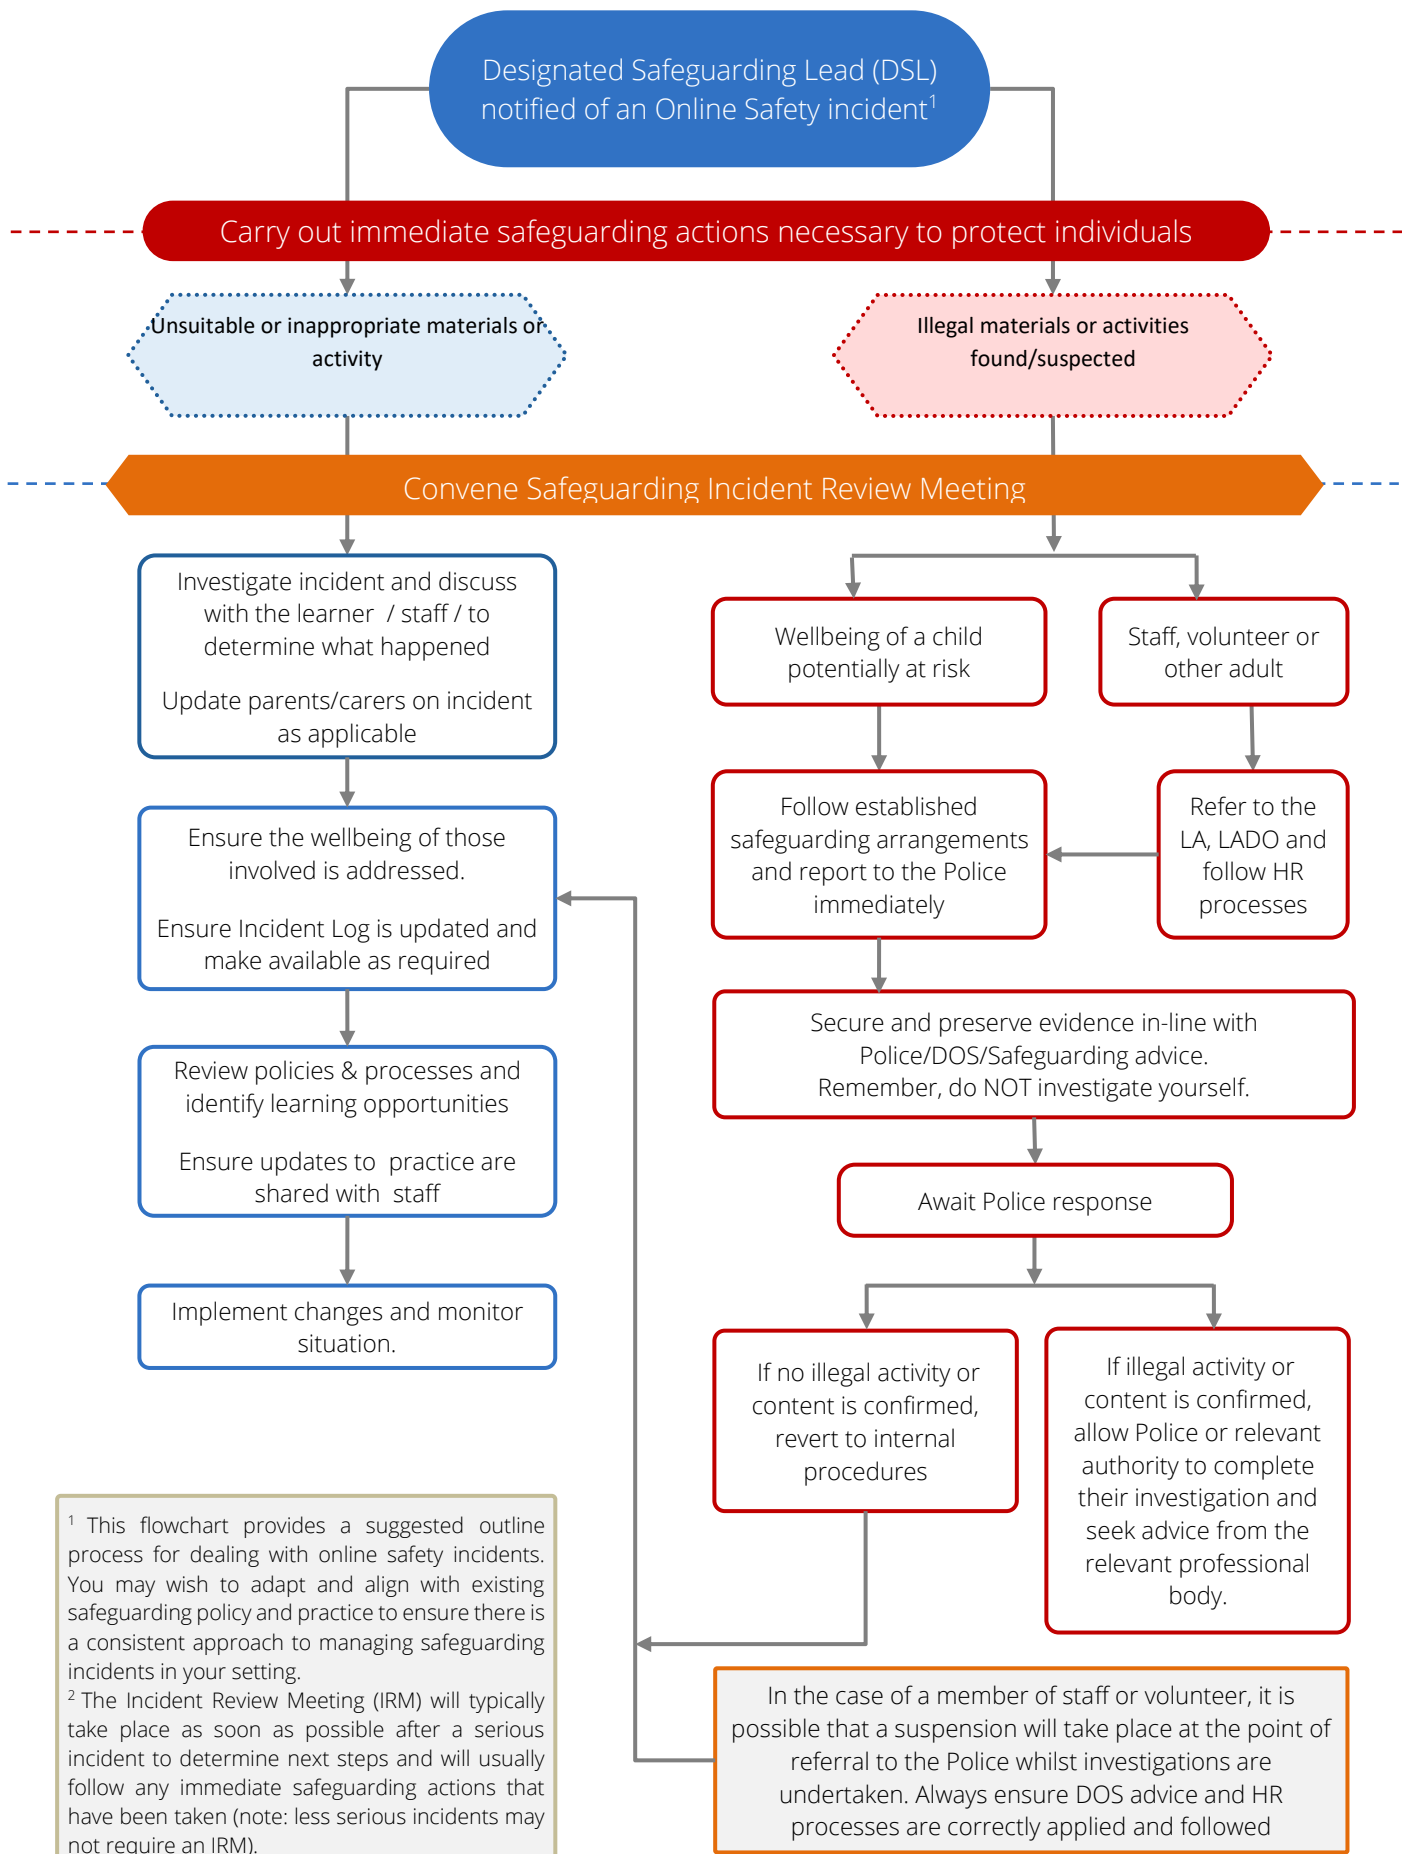 Designated Safeguarding Lead (DSL)
notified of an Online Safety incident1
Carry out immediate safeguarding actions necessary to protect individuals
Unsuitable or inappropriate materials or
activity
Illegal materials or activities
found/suspected
Convene Safeguarding Incident Review Meeting
Investigate incident and discuss
with the learner / staff / to
determine what happened
Update parents/carers on incident
as applicable
Wellbeing of a child
potentially at risk
Staff, volunteer or
other adult
Ensure the wellbeing of those
involved is addressed.
Ensure Incident Log is updated and
make available as required
Follow established
safeguarding arrangements
and report to the Police
immediately
Refer to the
LA, LADO and
follow HR
processes
Secure and preserve evidence in-line with
Police/DOS/Safeguarding advice.
Remember, do NOT investigate yourself.
Review policies & processes and
identify learning opportunities
Ensure updates to practice are
shared with staff
Await Police response
Implement changes and monitor
situation.
If no illegal activity or
content is confirmed,
revert to internal
procedures
If illegal activity or
content is confirmed,
allow Police or relevant
authority to complete
their investigation and
seek advice from the
relevant professional
body.
1 This flowchart provides a suggested outline
process for dealing with online safety incidents.
You may wish to adapt and align with existing
safeguarding policy and practice to ensure there is
a consistent approach to managing safeguarding
incidents in your setting.
2 The Incident Review Meeting (IRM) will typically
take place as soon as possible after a serious
incident to determine next steps and will usually
follow any immediate safeguarding actions that
have been taken (note: less serious incidents may
not require an IRM).
In the case of a member of staff or volunteer, it is
possible that a suspension will take place at the point of
referral to the Police whilst investigations are
undertaken. Always ensure DOS advice and HR
processes are correctly applied and followed